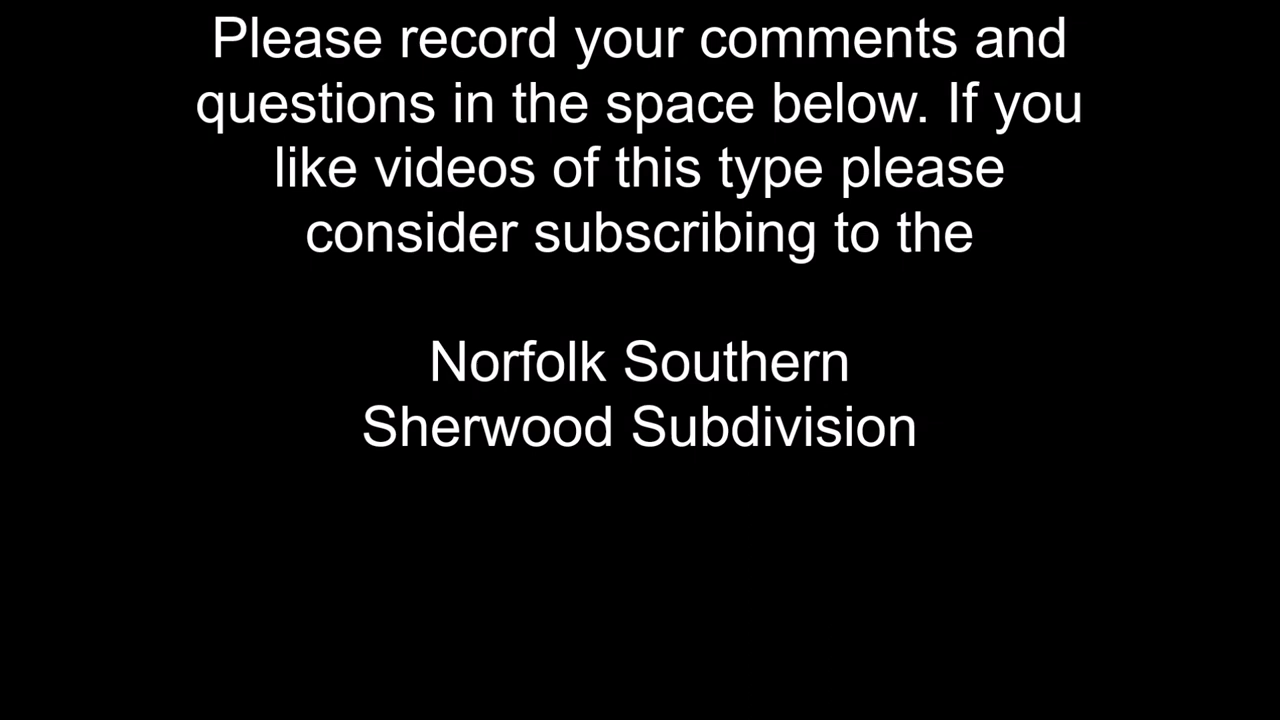 Please record your comments and
questions in the space below. If you
like videos of this type please
consider subscribing to the
Norfolk Southern
Sherwood Subdivision